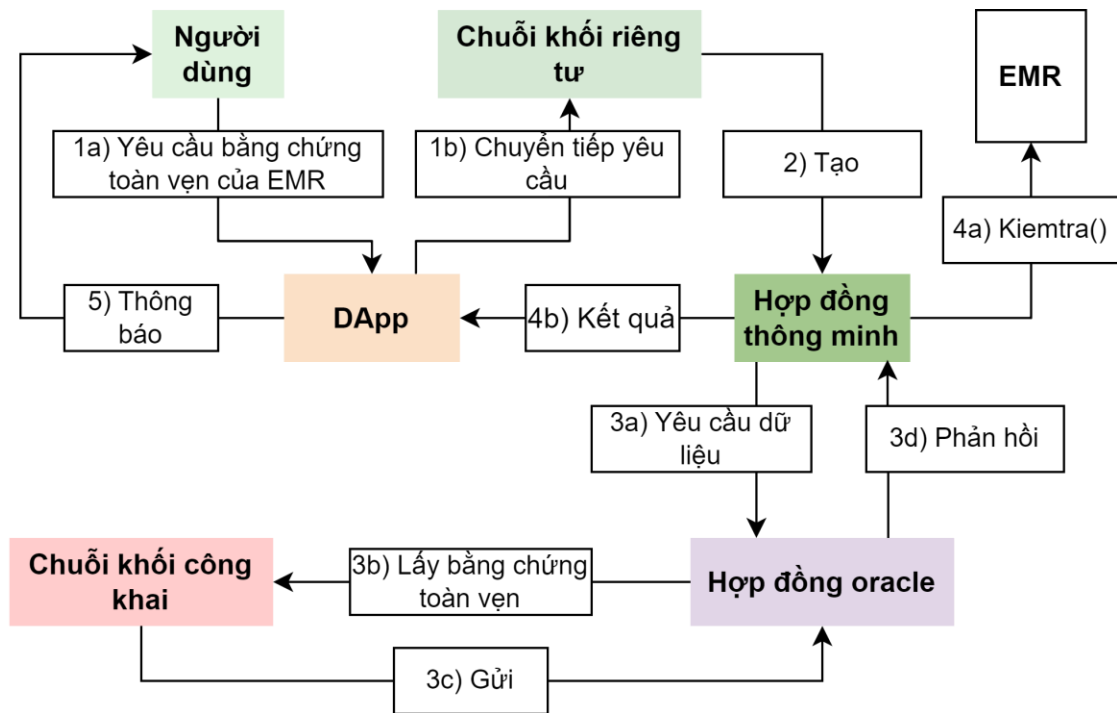 Người
dùng
Chuỗi khối riêng
tư
EMR
1a) Yêu cầu bằng chứng
toàn vẹn của EMR
1b) Chuyển tiếp yêu
cầu
2) Tạo
4a) Kiemtra()
5) Thông
báo
DApp
4b) Kết quả
Hợp đồng
thông minh
3a) Yêu cầu dữ
liệu
3d) Phản hồi
Chuỗi khối công
khai
3b) Lấy bằng chứng
toàn vẹn
Hợp đồng oracle
3c) Gửi